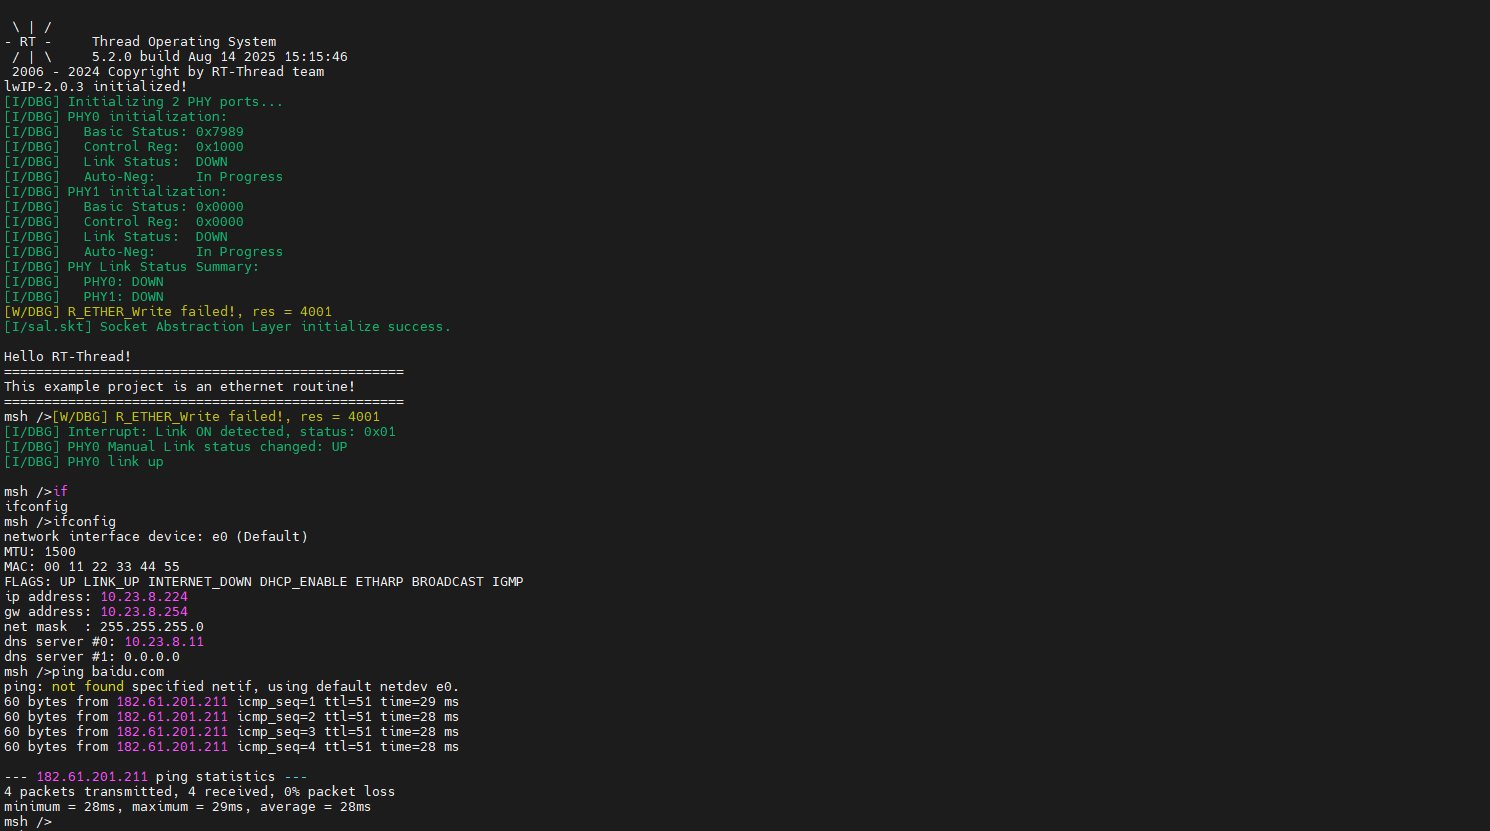 \ | /
- RT -     Thread Operating System
 / | \     5.2.0 build Aug 14 2025 15:15:46
 2006 - 2024 Copyright by RT-Thread team
lwIP-2.0.3 initialized!
[I/DBG] Initializing 2 PHY ports...
[I/DBG] PHY0 initialization:
[I/DBG]   Basic Status: 0x7989
[I/DBG]   Control Reg:  0x1000
[I/DBG]   Link Status:  DOWN
[I/DBG]   Auto-Neg:     In Progress
[I/DBG] PHY1 initialization:
[I/DBG]   Basic Status: 0x0000
[I/DBG]   Control Reg:  0x0000
[I/DBG]   Link Status:  DOWN
[I/DBG]   Auto-Neg:     In Progress
[I/DBG] PHY Link Status Summary:
[I/DBG]   PHY0: DOWN
[I/DBG]   PHY1: DOWN
[W/DBG] R_ETHER_Write failed!, res = 4001
[I/sal.skt] Socket Abstraction Layer initialize success.

Hello RT-Thread!
==================================================
This example project is an ethernet routine!
==================================================
msh />[W/DBG] R_ETHER_Write failed!, res = 4001
[I/DBG] Interrupt: Link ON detected, status: 0x01
[I/DBG] PHY0 Manual Link status changed: UP
[I/DBG] PHY0 link up

msh />if
ifconfig
msh />ifconfig
network interface device: e0 (Default)
MTU: 1500
MAC: 00 11 22 33 44 55
FLAGS: UP LINK_UP INTERNET_DOWN DHCP_ENABLE ETHARP BROADCAST IGMP
ip address: 10.23.8.224
gw address: 10.23.8.254
net mask  : 255.255.255.0
dns server #0: 10.23.8.11
dns server #1: 0.0.0.0
msh />ping baidu.com
ping: not found specified netif, using default netdev e0.
60 bytes from 182.61.201.211 icmp_seq=1 ttl=51 time=29 ms
60 bytes from 182.61.201.211 icmp_seq=2 ttl=51 time=28 ms
60 bytes from 182.61.201.211 icmp_seq=3 ttl=51 time=28 ms
60 bytes from 182.61.201.211 icmp_seq=4 ttl=51 time=28 ms

--- 182.61.201.211 ping statistics ---
4 packets transmitted, 4 received, 0% packet loss
minimum = 28ms, maximum = 29ms, average = 28ms
msh />